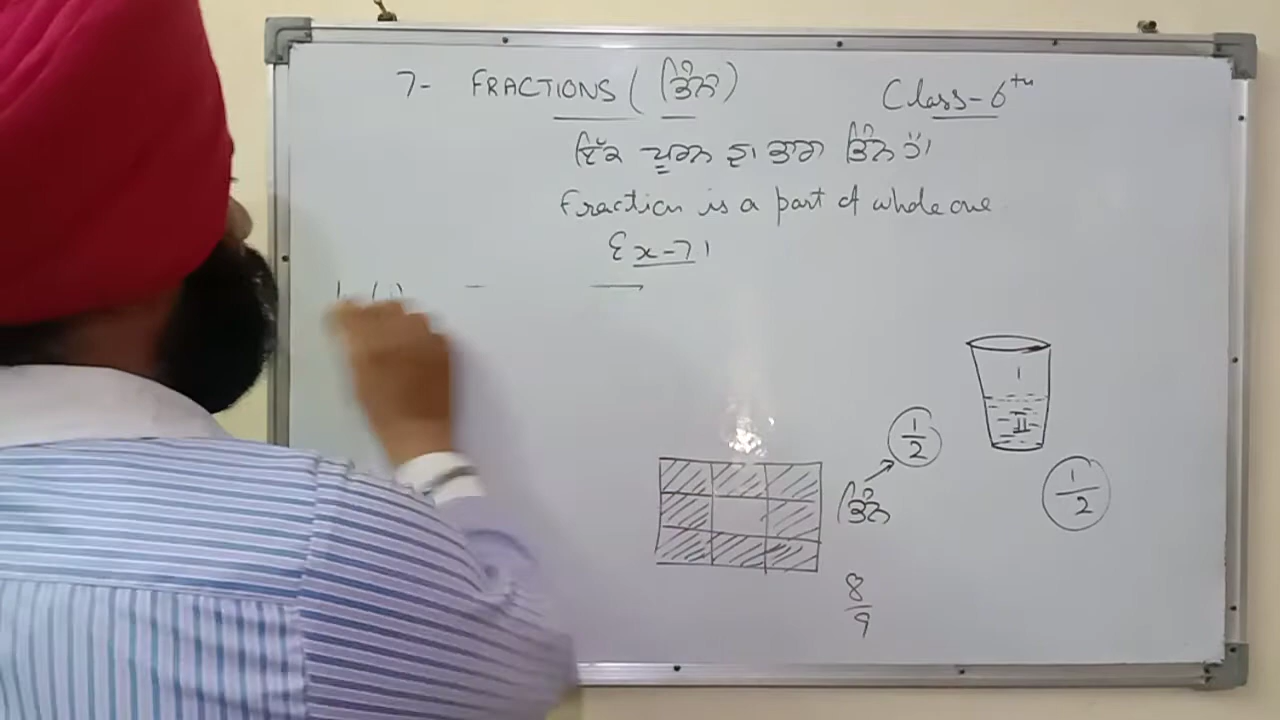 7- FRACTIONS (ਭਿੰਨ)
Class-6th
ਇੱਕ ਪੂਰਨ ਦਾ ਭਾਗ ਭਿੰਨ ਹੈ।
Fraction is a part of whole one
Ex-7.1
1
I
II
1/2
ਭਿੰਨ
1/2
8/9